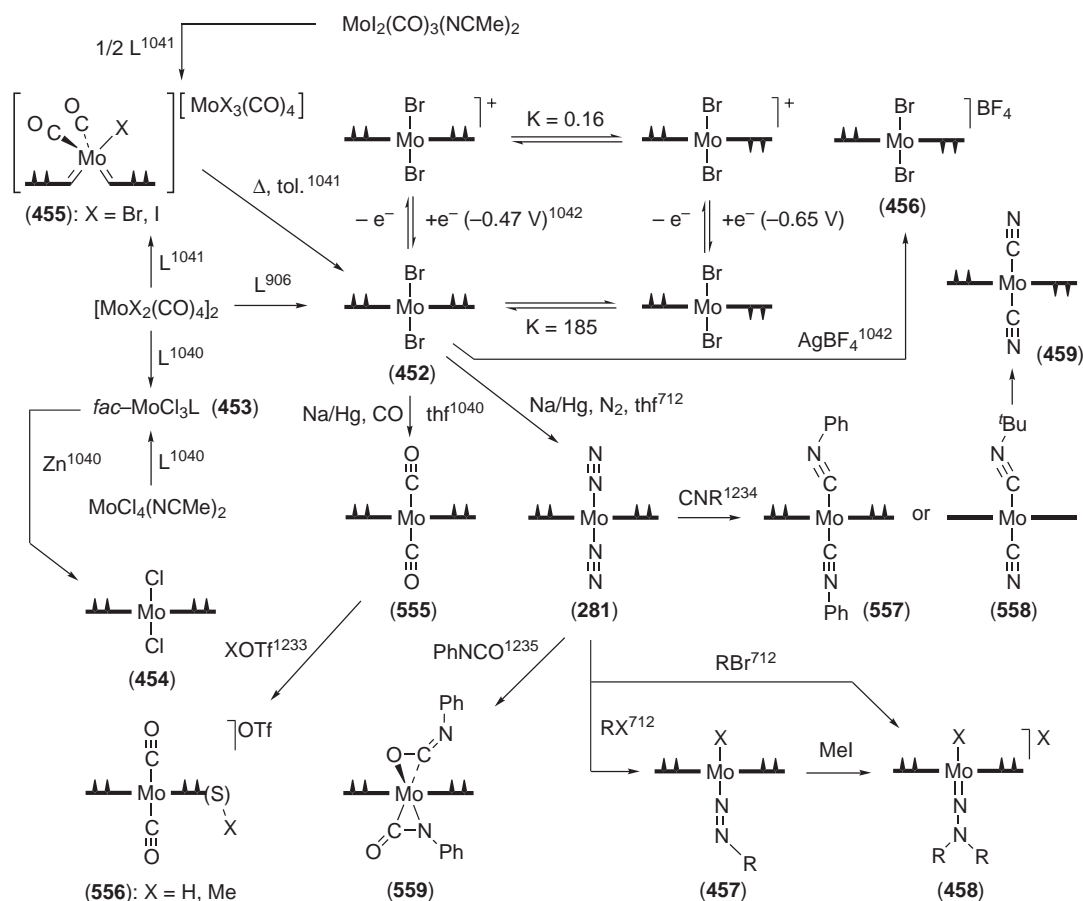 MoI2(CO)3(NCMe)2
1/2 L1041
[MoX3(CO)4]
O
C
O C
X
Mo
(455): X = Br, I
Br
Mo
Br
+
K = 0.16
Br
Mo
Br
+
Br
Mo
Br
BF4
(456)
Δ, tol.1041
– e–
+e– (–0.47 V)1042
– e–
+e– (–0.65 V)
L1041
[MoX2(CO)4]2
L906
Br
Mo
Br
(452)
K = 185
Br
Mo
Br
AgBF41042
N
C
Mo
C
N
(459)
L1040
fac–MoCl3L (453)
Zn1040
L1040
MoCl4(NCMe)2
Na/Hg, CO
thf1040
Na/Hg, N2, thf712
O
C
Mo
C
O
(555)
N
N
Mo
N
N
(281)
CNR1234
Ph
N
C
Mo
C
N
Ph
(557)
or
tBu
N
C
Mo
C
N
(558)
Cl
Mo
Cl
(454)
XOTf1233
PhNCO1235
RBr712
RX712
O
C
Mo
C
O
(S)
X
OTf
(556): X = H, Me
Ph
N
O C
Mo
C N
O
Ph
(559)
X
Mo
N
N
R
(457)
MeI
X
Mo
N
N
R R
X
(458)